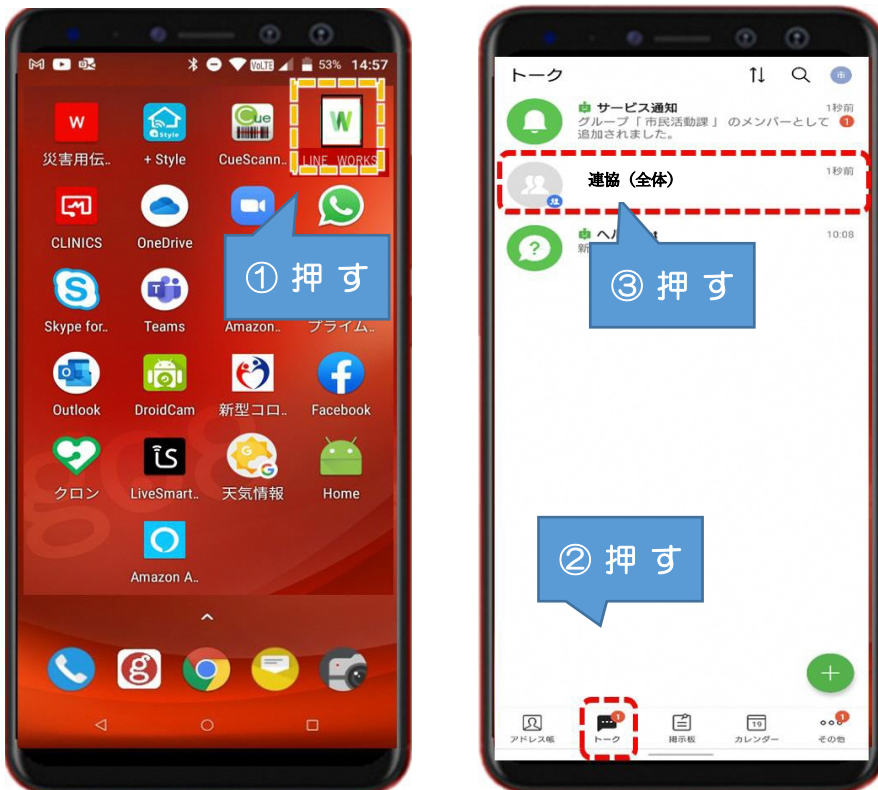 53% 14:57
W
Cue
W
+ Style
災害用伝..
+ Style
CueScann..
LINE WORKS
CLINICS
OneDrive
① 押 す
S
T
Skype for..
Teams
Amazon..
プライム..
Outlook
DroidCam
新型コロ..
Facebook
クロン
LiveSmart..
天気情報
Home
Amazon A..
トーク
サービス通知
1秒前
グループ「 市民活動課 」 のメンバーとして
1
追加されました。
連協（全体）
1秒前
10:08
③ 押 す
② 押 す
1
19
1
アドレス帳
トーク
掲示板
カレンダー
その他